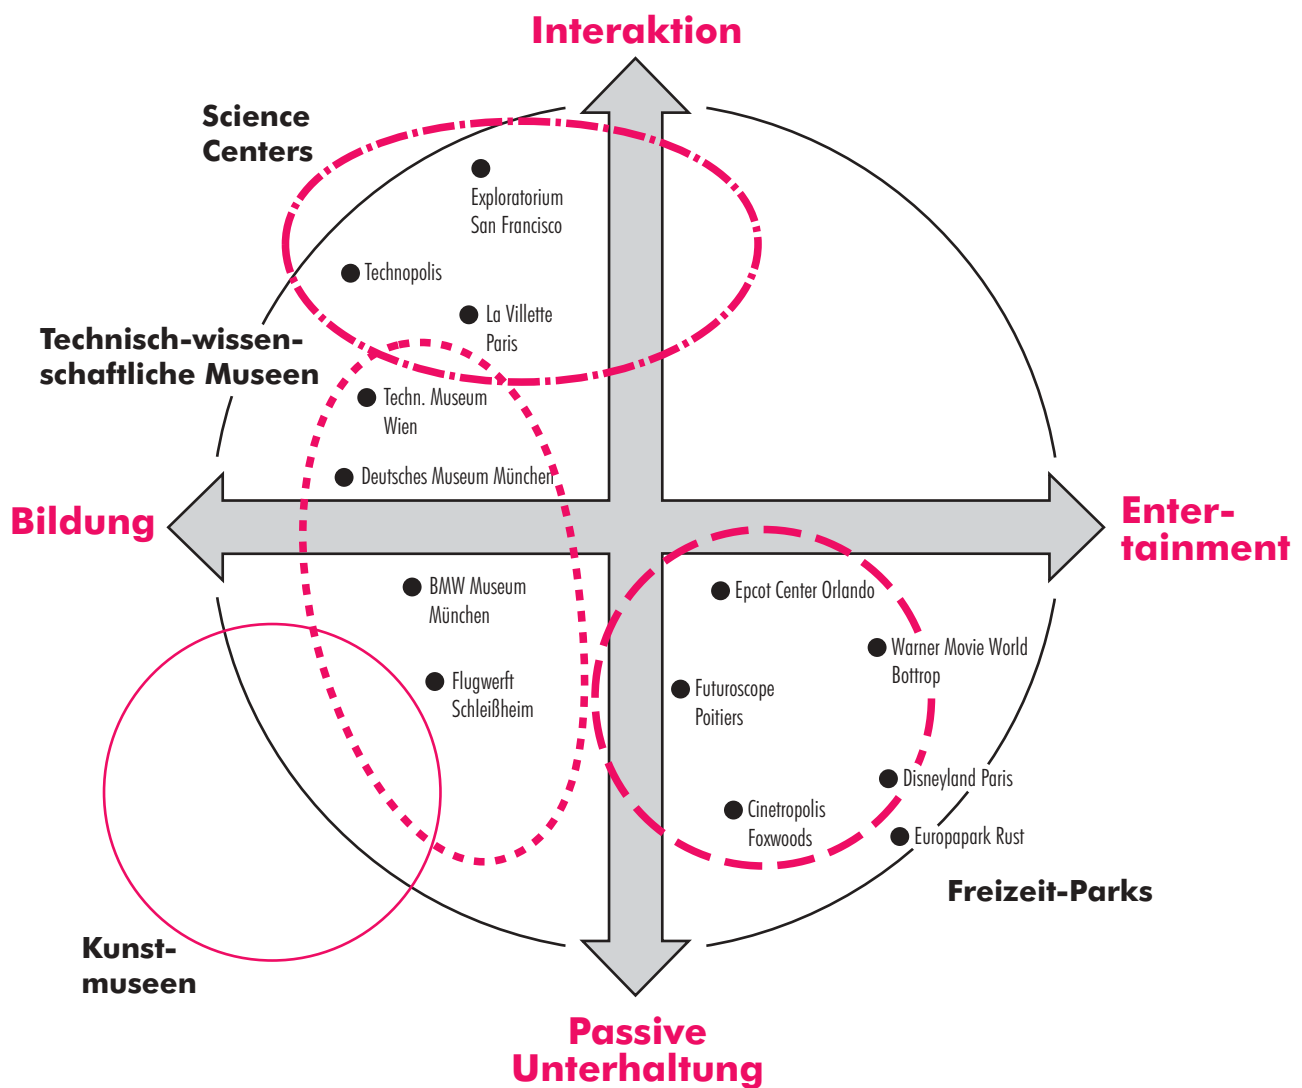 Interaktion
Science
Centers
Exploratorium
San Francisco
Technopolis
La Villette
Paris
Technisch-wissen-
schaftliche Museen
Techn. Museum
Wien
Deutsches Museum München
Bildung
Enter-
tainment
BMW Museum
München
Epcot Center Orlando
Warner Movie World
Bottrop
Flugwerft
Schleißheim
Futuroscope
Poitiers
Disneyland Paris
Cinetropolis
Foxwoods
Europapark Rust
Freizeit-Parks
Kunst-
museen
Passive
Unterhaltung